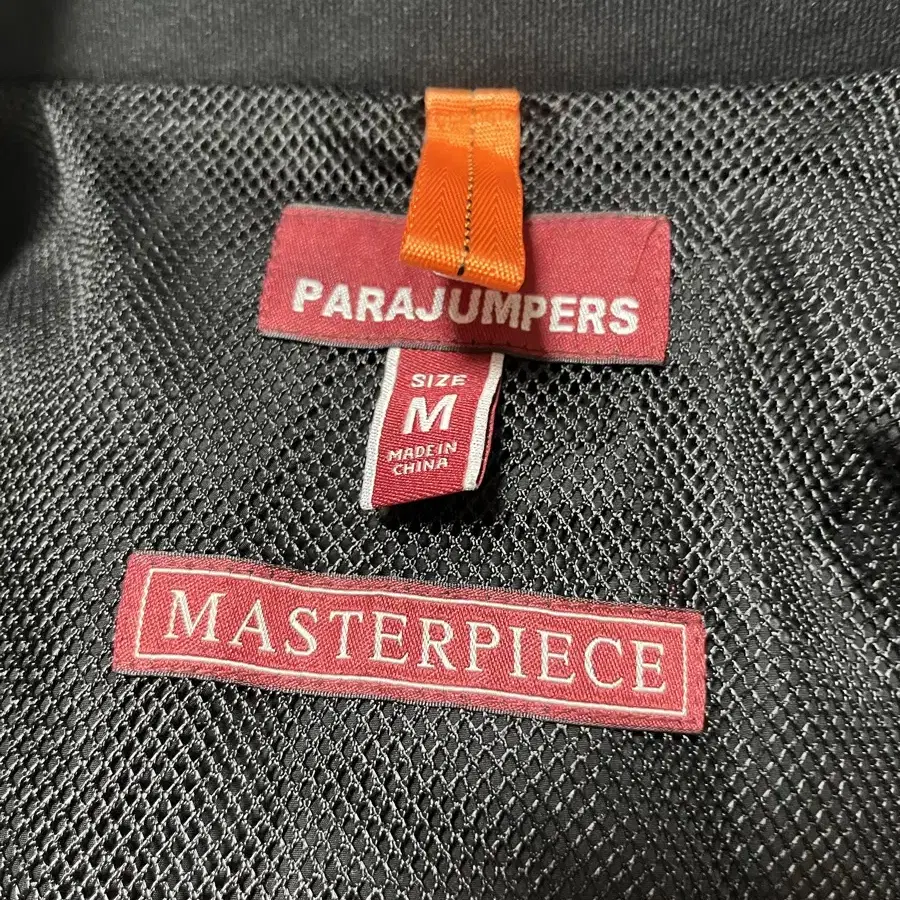 PARAJUMPERS
SIZE
M
MADE IN
CHINA
MASTERPIECE